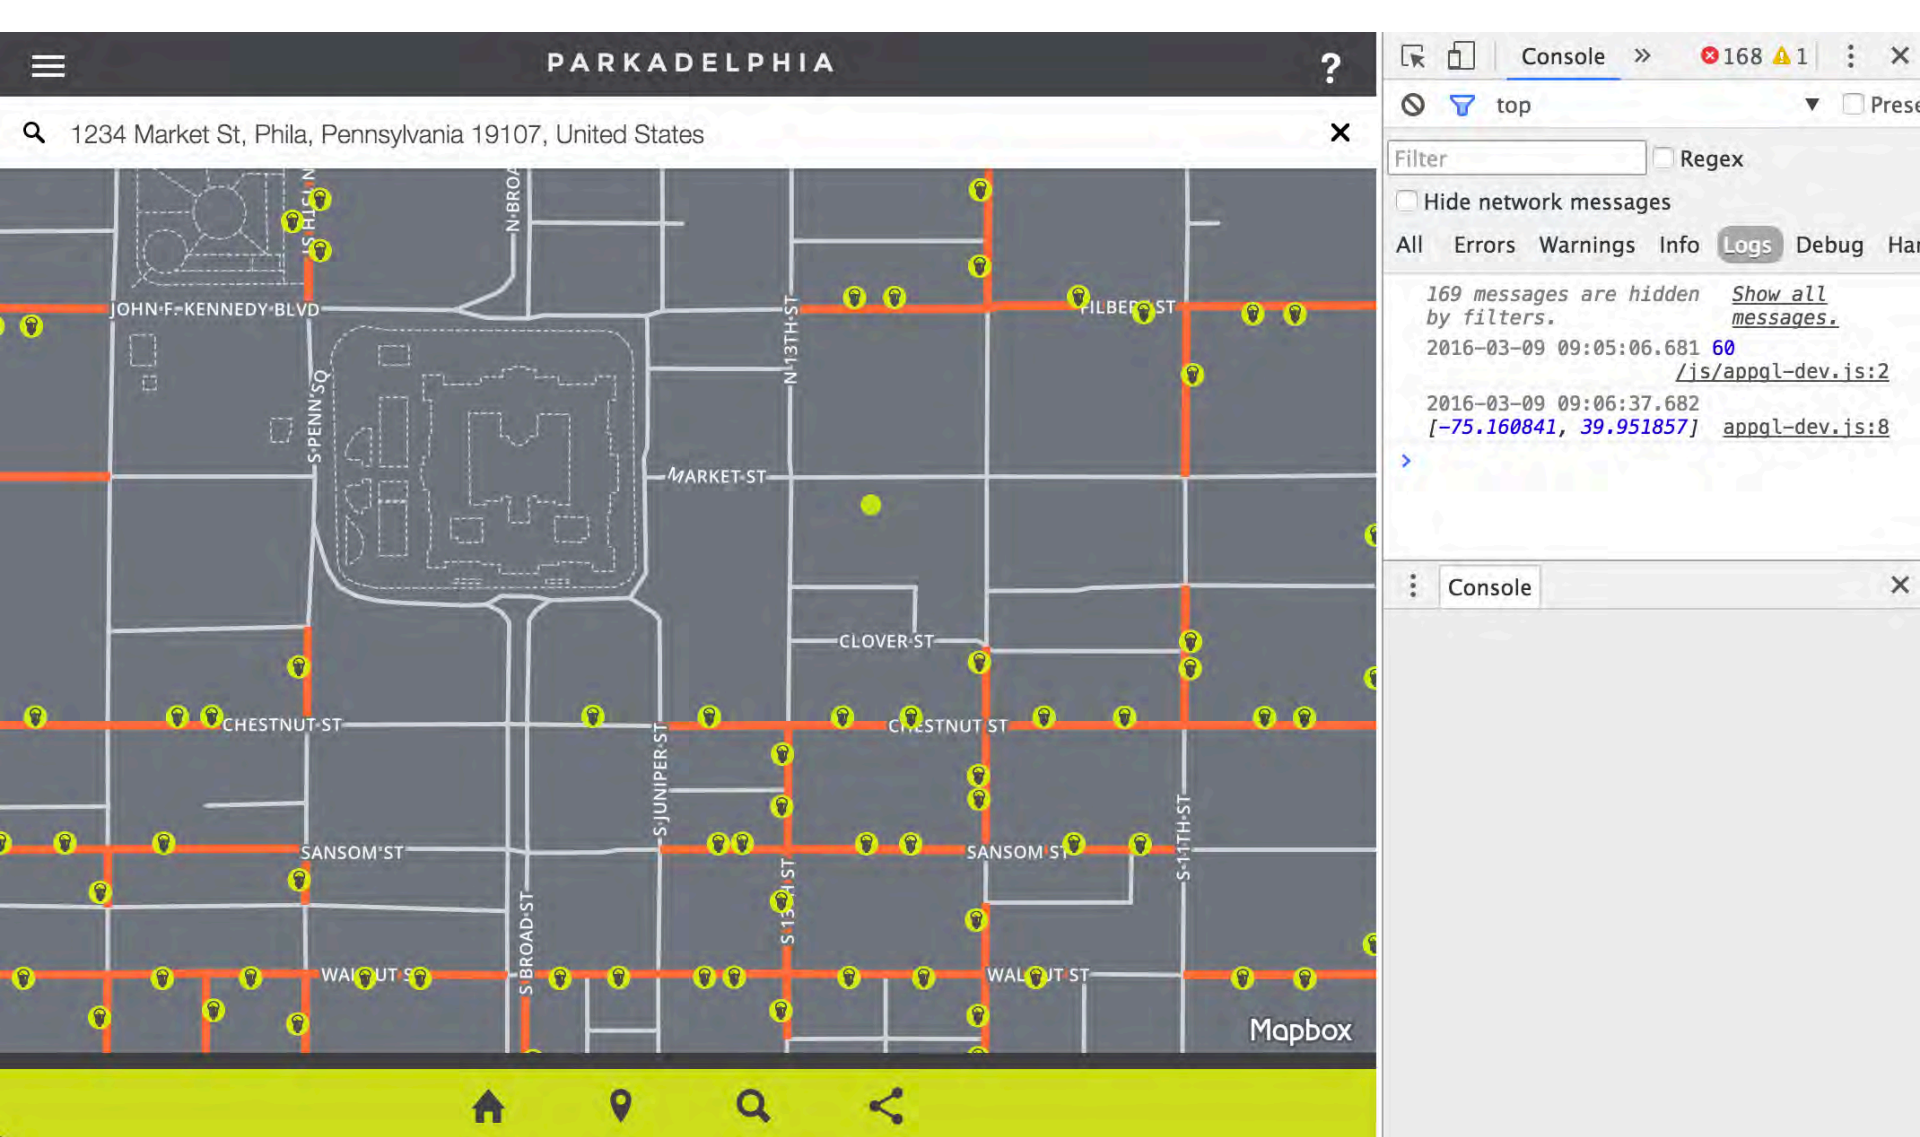 PARKADELPHIA
?
1234 Market St, Phila, Pennsylvania 19107, United States
N BROA
JOHN F. KENNEDY BLVD
N 13TH ST
FILBERT ST
S PENN SQ
MARKET ST
CLOVER ST
CHESTNUT ST
CHESTNUT ST
S JUNIPER ST
S 11TH ST
SANSOM ST
SANSOM ST
S 13TH ST
S BROAD ST
WALNUT S
WALNUT ST
Mapbox
Console » 168 1
top Prese
Filter Regex
Hide network messages
All Errors Warnings Info Logs Debug Han
169 messages are hidden Show all
by filters. messages.
2016-03-09 09:05:06.681 60
/js/appgl-dev.js:2
2016-03-09 09:06:37.682
[-75.160841, 39.951857] appgl-dev.js:8
Console